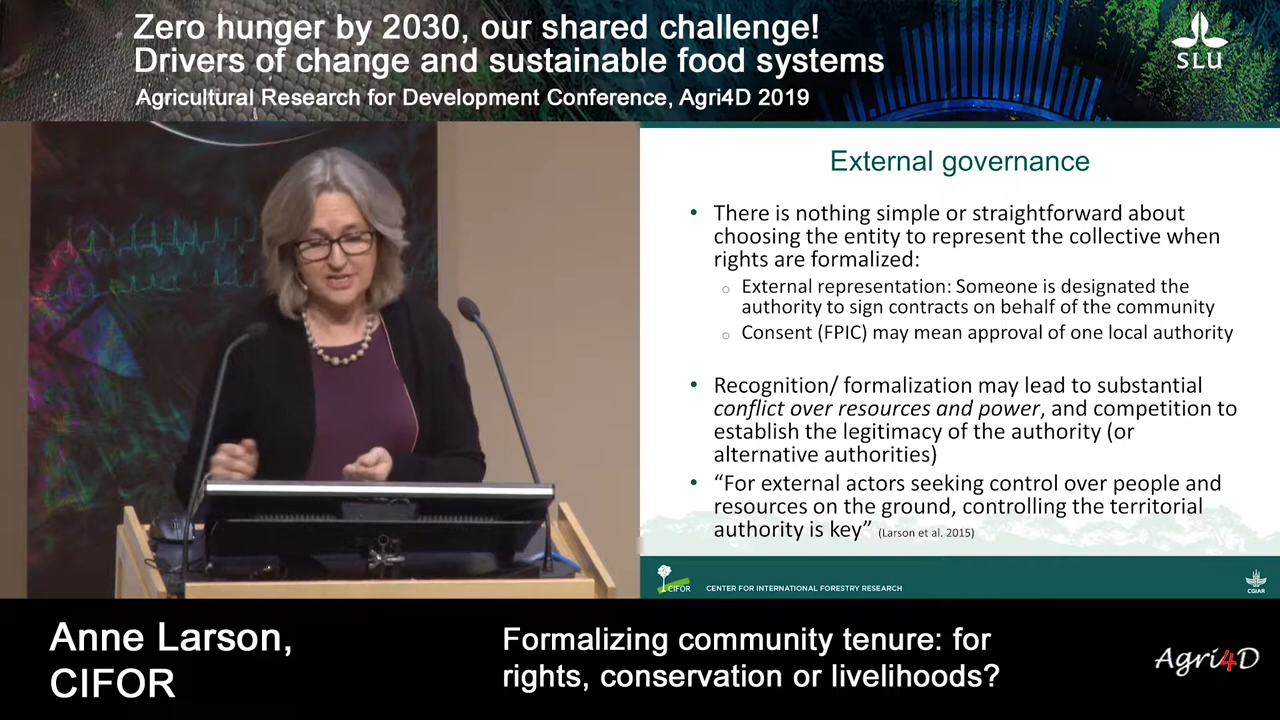 Zero hunger by 2030, our shared challenge!
Drivers of change and sustainable food systems
Agricultural Research for Development Conference, Agri4D 2019
SLU
External governance
• There is nothing simple or straightforward about
choosing the entity to represent the collective when
rights are formalized:
o External representation: Someone is designated the
authority to sign contracts on behalf of the community
o Consent (FPIC) may mean approval of one local authority
• Recognition/ formalization may lead to substantial
conflict over resources and power, and competition to
establish the legitimacy of the authority (or
alternative authorities)
• “For external actors seeking control over people and
resources on the ground, controlling the territorial
authority is key” (Larson et al. 2015)
CIFOR
CENTER FOR INTERNATIONAL FORESTRY RESEARCH
CGIAR
Anne Larson,
CIFOR
Formalizing community tenure: for
rights, conservation or livelihoods?
Agri4D